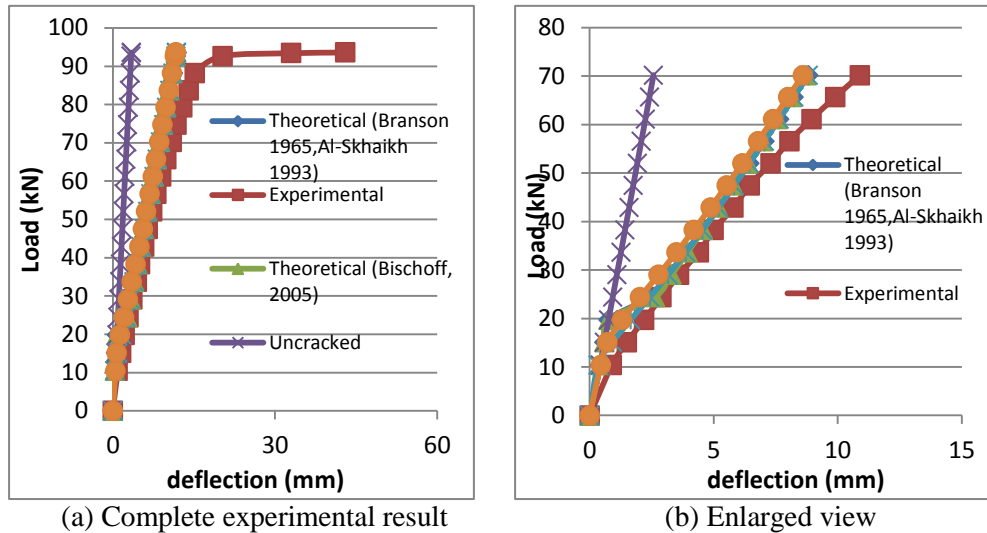 100
90
80
70
60
50
40
30
20
10
0
Load (kN)
0 30 60
deflection (mm)
Theoretical (Branson
1965,Al-Skhaikh
1993)
Experimental
Theoretical (Bischoff,
2005)
Uncracked
(a) Complete experimental result
80
70
60
50
40
30
20
10
0
Load (kN)
0 5 10 15
deflection (mm)
Theoretical
(Branson
1965,Al-Skhaikh
1993)
Experimental
(b) Enlarged view